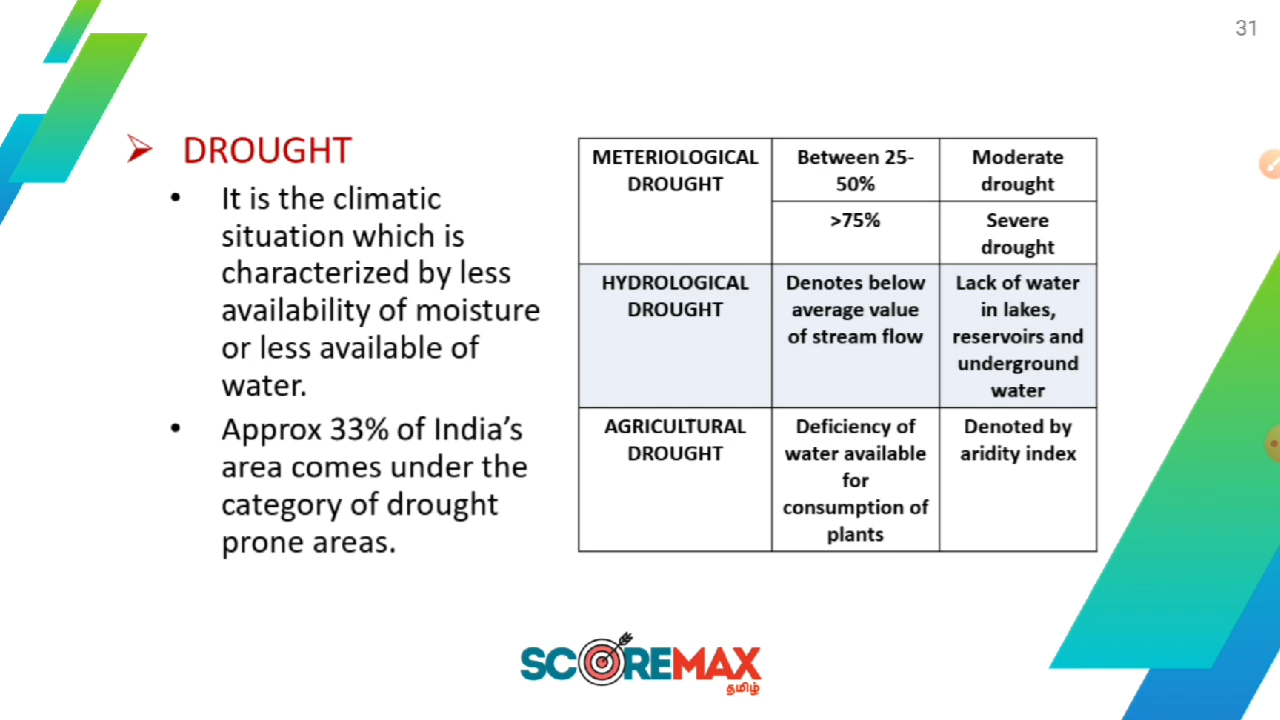 31
DROUGHT
• It is the climatic
situation which is
characterized by less
availability of moisture
or less available of
water.
• Approx 33% of India’s
area comes under the
category of drought
prone areas.
METERIOLOGICAL
DROUGHT
Between 25-
50%
Moderate
drought
>75%
Severe
drought
HYDROLOGICAL
DROUGHT
Denotes below
average value
of stream flow
Lack of water
in lakes,
reservoirs and
underground
water
AGRICULTURAL
DROUGHT
Deficiency of
water available
for
consumption of
plants
Denoted by
aridity index
SCOREMAX
தமிழ்